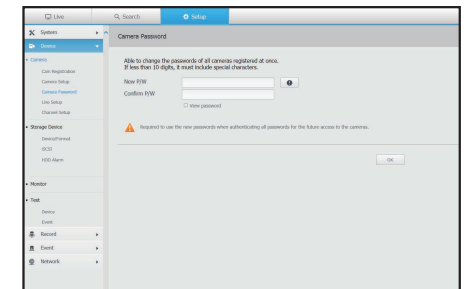 Live
Search
Setup
System
Device
Camera
Cam Registration
Camera Setup
Camera Password
Live Setup
Channel Setup
Storage Device
Device/Format
iSCSI
HDD Alarm
Monitor
Text
Device
Event
Record
Event
Network
Camera Password
Able to change the passwords of all cameras registered at once.
If less than 10 digits, it must include special characters.
New P/W
Confirm P/W
View password
Required to use the new passwords when authenticating all passwords for the future access to the cameras.
OK